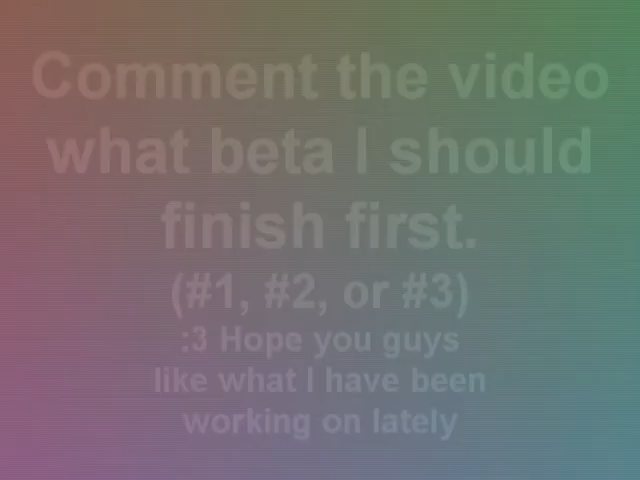 Comment the video
what beta I should
finish first.
(#1, #2, or #3)
:3 Hope you guys
like what I have been
working on lately